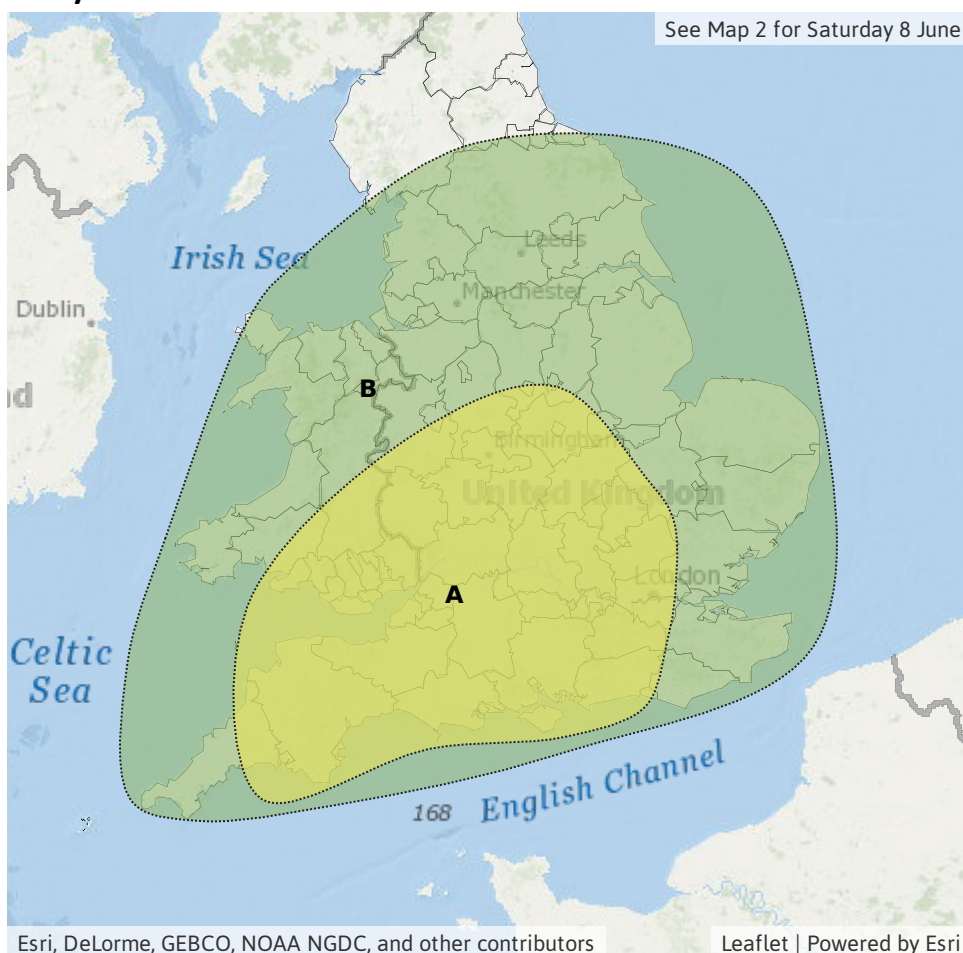 See Map 2 for Saturday 8 June
Leeds
Irish Sea
Manchester
Dublin
B
Birmingham
United Kingdom
London
A
Celtic
Sea
English Channel
168
Esri, DeLorme, GEBCO, NOAA NGDC, and other contributors
Leaflet | Powered by Esri